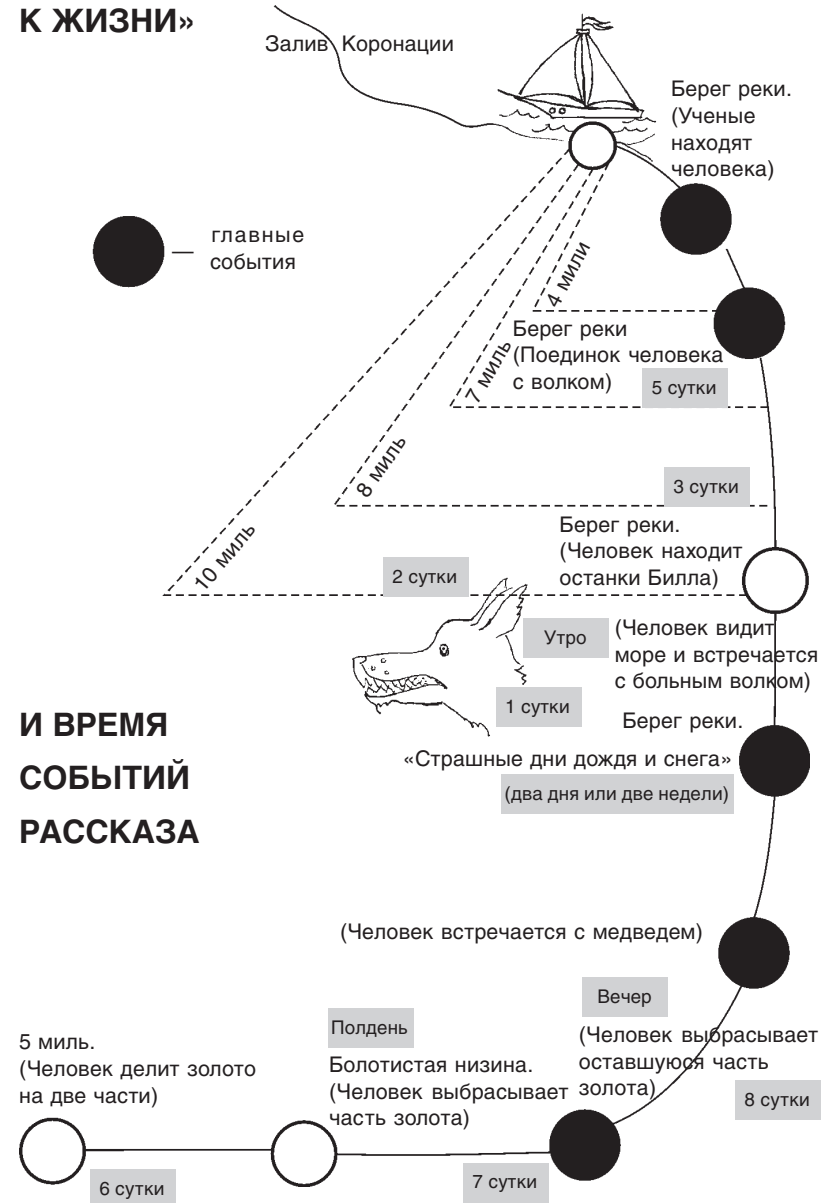 К ЖИЗНИ»
Залив Коронации
Берег реки.
(Ученые
находят
человека)
главные
— события
4 мили
Берег реки
(Поединок человека
с волком)
7 миль
5 сутки
8 миль
3 сутки
Берег реки.
(Человек находит
останки Билла)
10 миль
2 сутки
Утро
(Человек видит
море и встречается
с больным волком)
1 сутки
Берег реки.
И ВРЕМЯ
СОБЫТИЙ
РАССКАЗА
«Страшные дни дождя и снега»
(два дня или две недели)
(Человек встречается с медведем)
Вечер
(Человек выбрасывает
оставшуюся часть
золота)
8 сутки
Полдень
Болотистая низина.
(Человек выбрасывает
часть золота)
5 миль.
(Человек делит золото
на две части)
6 сутки
7 сутки